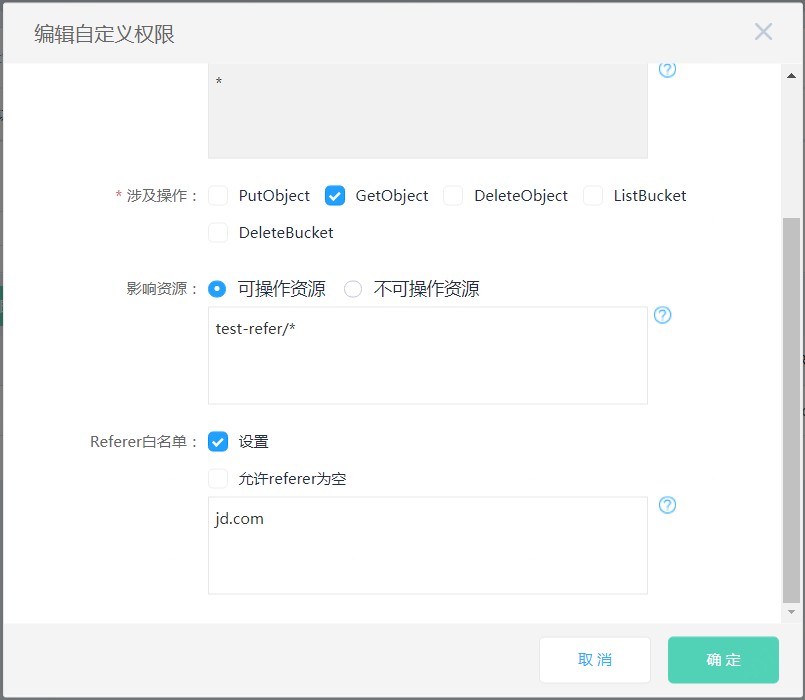 编辑自定义权限
*
* 涉及操作： PutObject GetObject DeleteObject ListBucket
DeleteBucket
影响资源： 可操作资源 不可操作资源
test-refer/*
Referer白名单： 设置
允许referer为空
jd.com
取消 确定